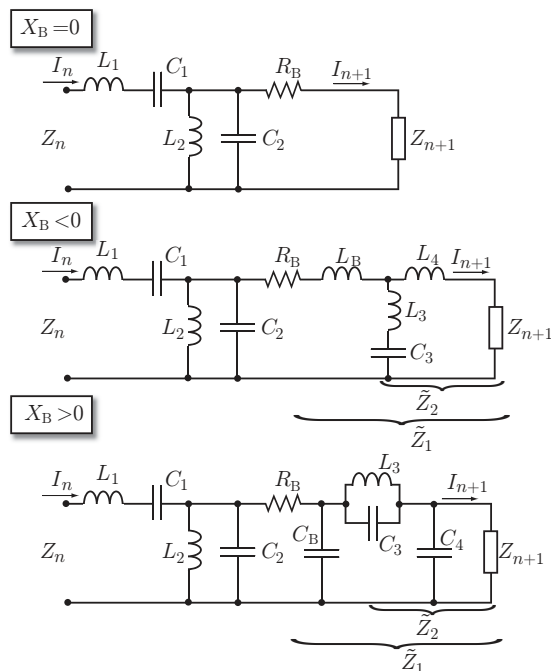 X_B = 0
I_n L_1 C_1 R_B I_{n+1}
Z_n L_2 C_2 Z_{n+1}
X_B < 0
I_n L_1 C_1 R_B L_B L_4 I_{n+1}
Z_n L_2 C_2 L_3 Z_{n+1}
C_3
Z̃_2
X_B > 0
Z̃_1
I_n L_1 C_1 R_B L_3 I_{n+1}
Z_n L_2 C_2 C_B C_3 C_4 Z_{n+1}
Z̃_2
Z̃_1